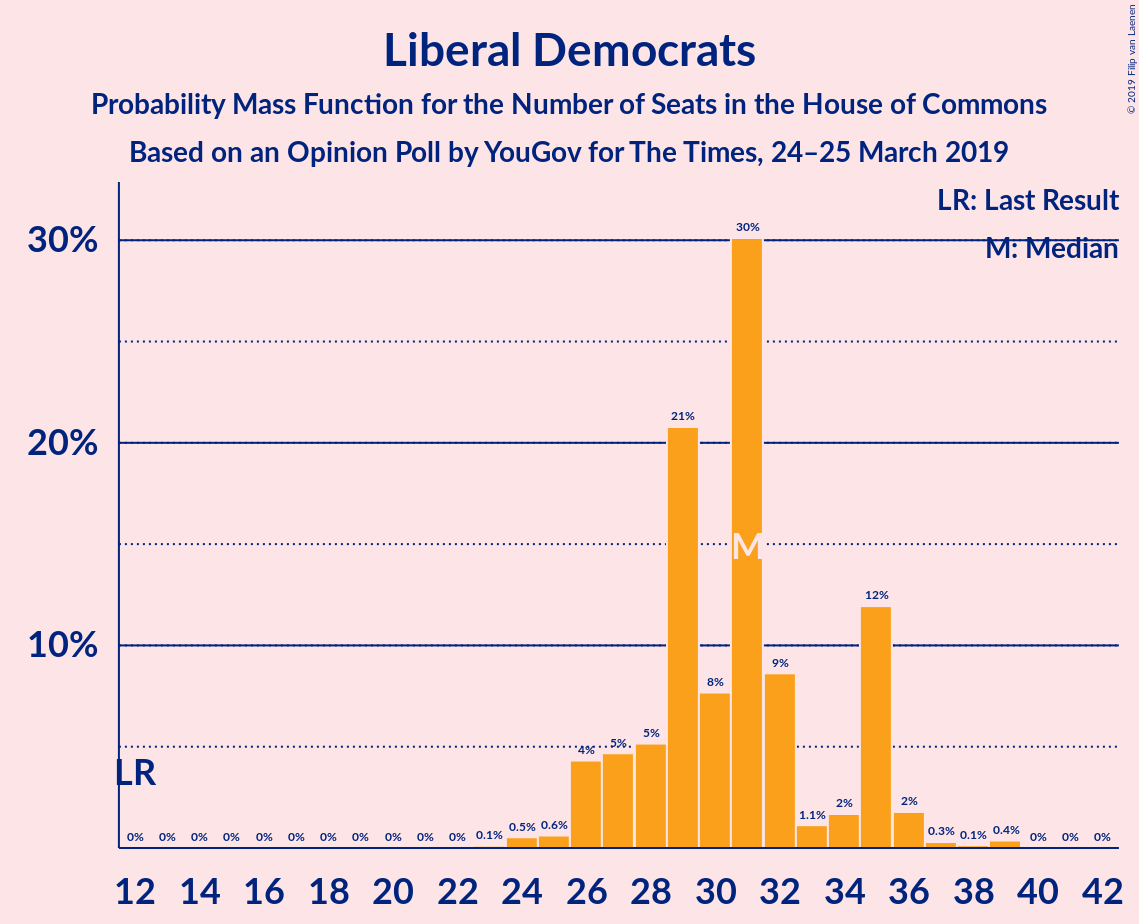 Liberal Democrats
Probability Mass Function for the Number of Seats in the House of Commons
Based on an Opinion Poll by YouGov for The Times, 24–25 March 2019
© 2019 Filip van Laenen
LR: Last Result
M: Median
30%
20%
10%
LR
M
0% 0% 0% 0% 0% 0% 0% 0% 0% 0% 0% 0.1% 0.5% 0.6% 4% 5% 5% 21% 8% 30% 9% 1.1% 2% 12% 2% 0.3% 0.1% 0.4% 0% 0% 0%
12 14 16 18 20 22 24 26 28 30 32 34 36 38 40 42